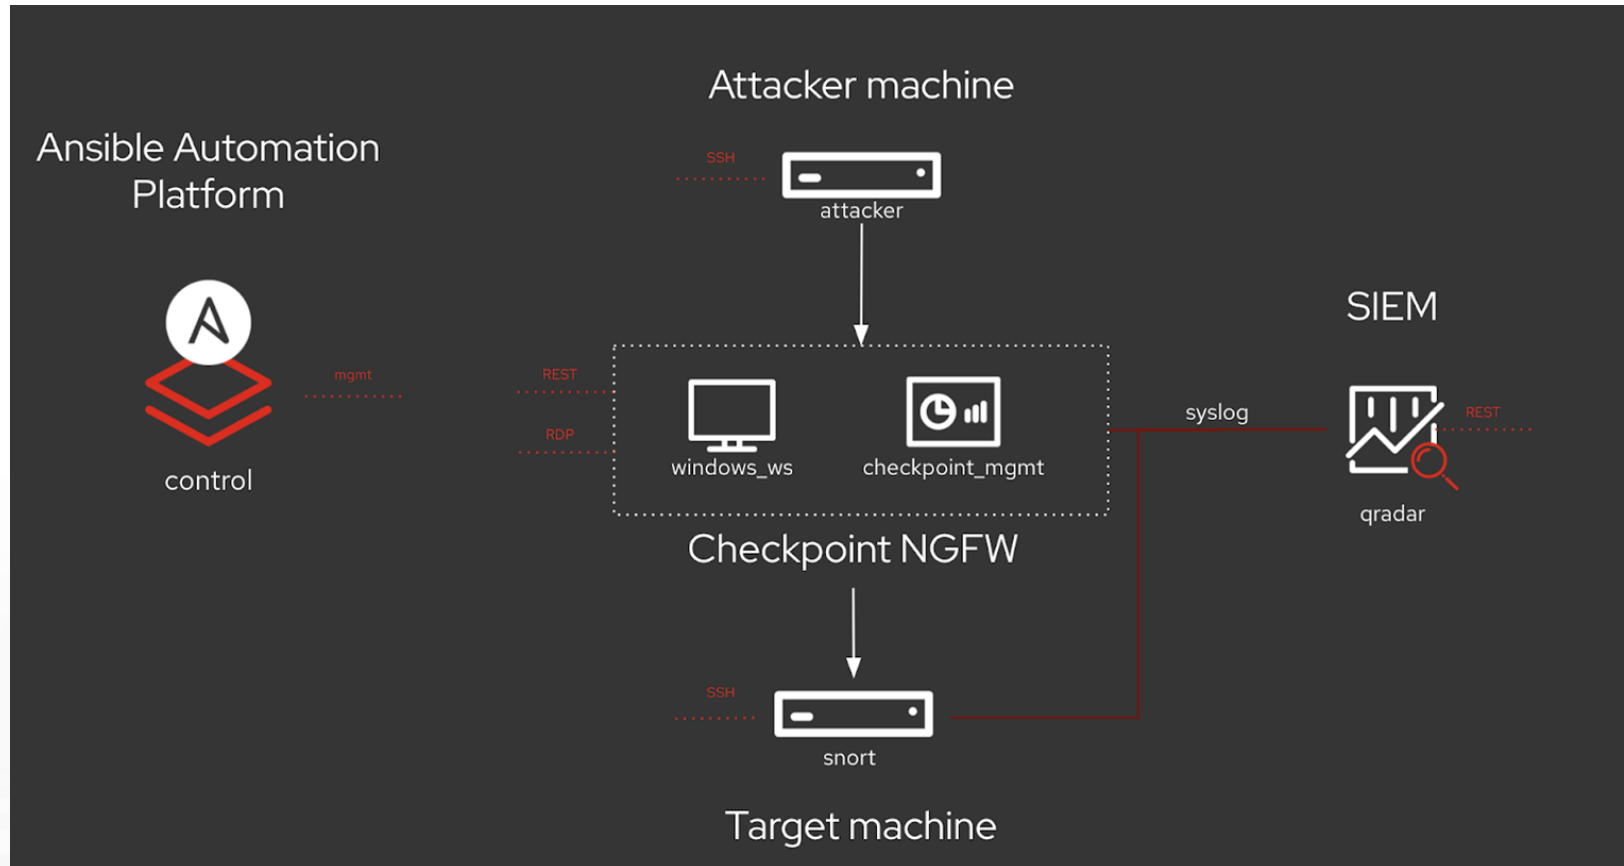 Attacker machine
Ansible Automation
Platform
SSH
attacker
SIEM
mgmt
REST
RDP
windows_ws
checkpoint_mgmt
syslog
REST
control
qradar
Checkpoint NGFW
SSH
snort
Target machine